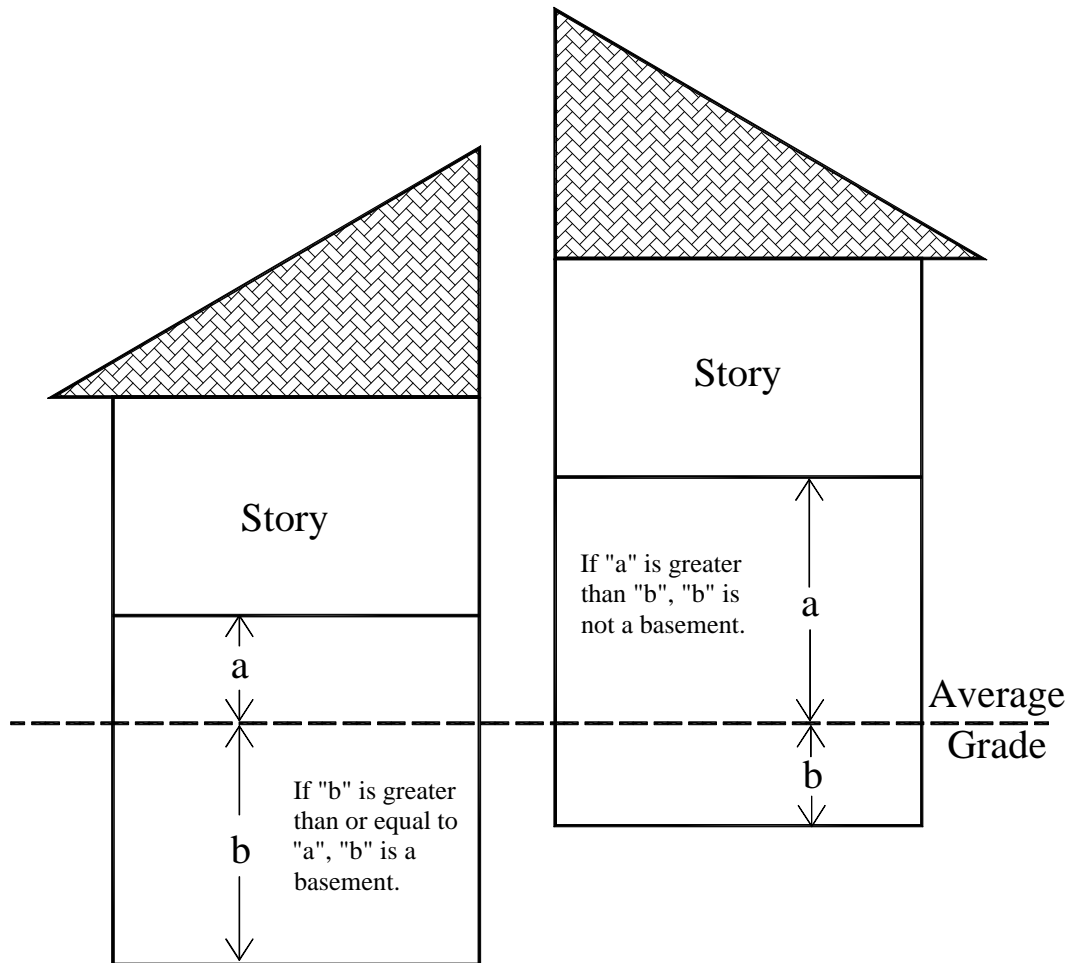 Story
Story
If "a" is greater
than "b", "b" is
not a basement.
a
a
Average
Grade
b
If "b" is greater
than or equal to
"a", "b" is a
basement.
b